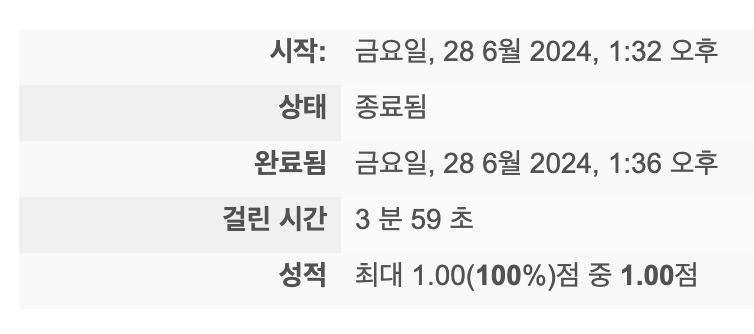 시작: 금요일, 28 6월 2024, 1:32 오후
상태 종료됨
완료됨 금요일, 28 6월 2024, 1:36 오후
걸린 시간 3 분 59 초
성적 최대 1.00(100%)점 중 1.00점